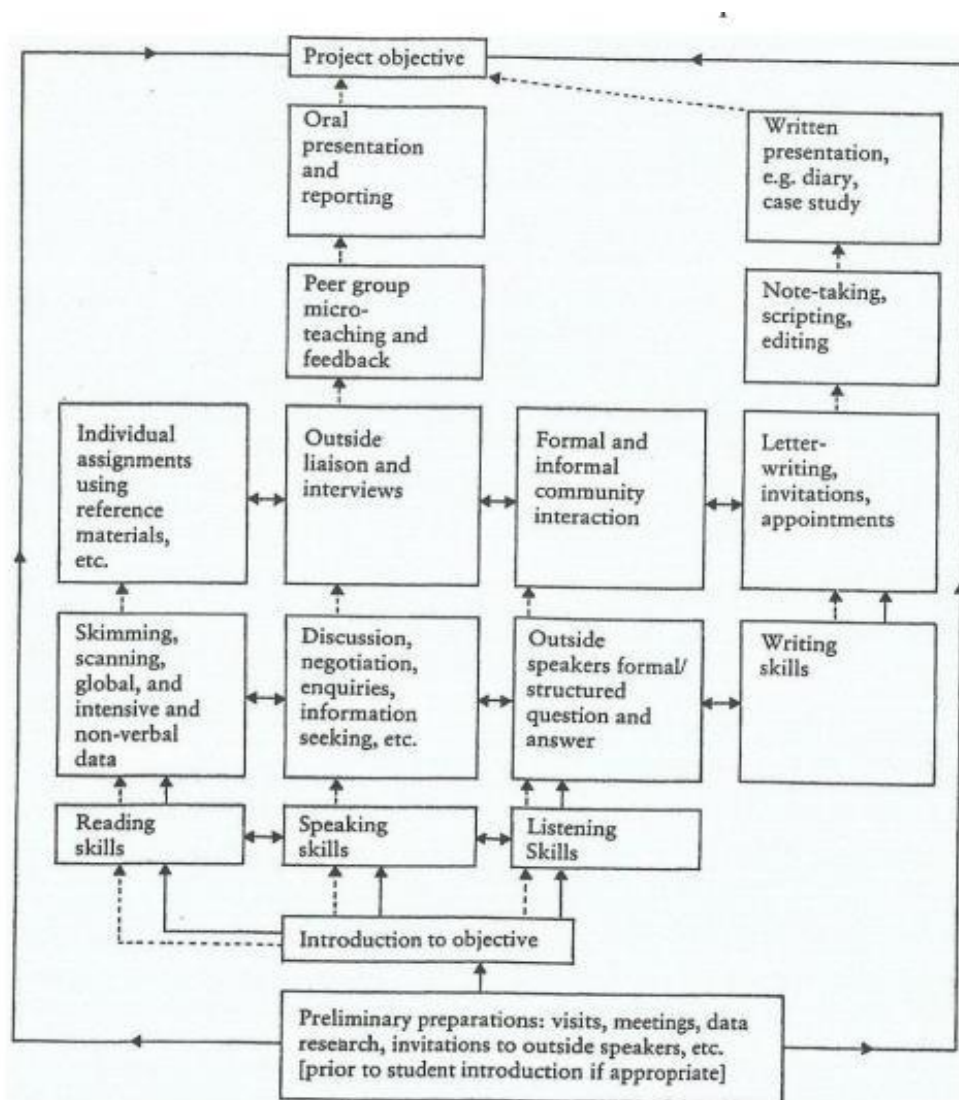 Project objective
Oral
presentation
and
reporting
Written
presentation,
e.g. diary,
case study
Peer group
micro-
teaching and
feedback
Note-taking,
scripting,
editing
Individual
assignments
using
reference
materials,
etc.
Outside
liaison and
interviews
Formal and
informal
community
interaction
Letter-
writing,
invitations,
appointments
Skimming,
scanning,
global, and
intensive and
non-verbal
data
Discussion,
negotiation,
enquiries,
information
seeking, etc.
Outside
speakers formal/
structured
question and
answer
Writing
skills
Reading
skills
Speaking
skills
Listening
Skills
Introduction to objective
Preliminary preparations: visits, meetings, data
research, invitations to outside speakers, etc.
[prior to student introduction if appropriate]